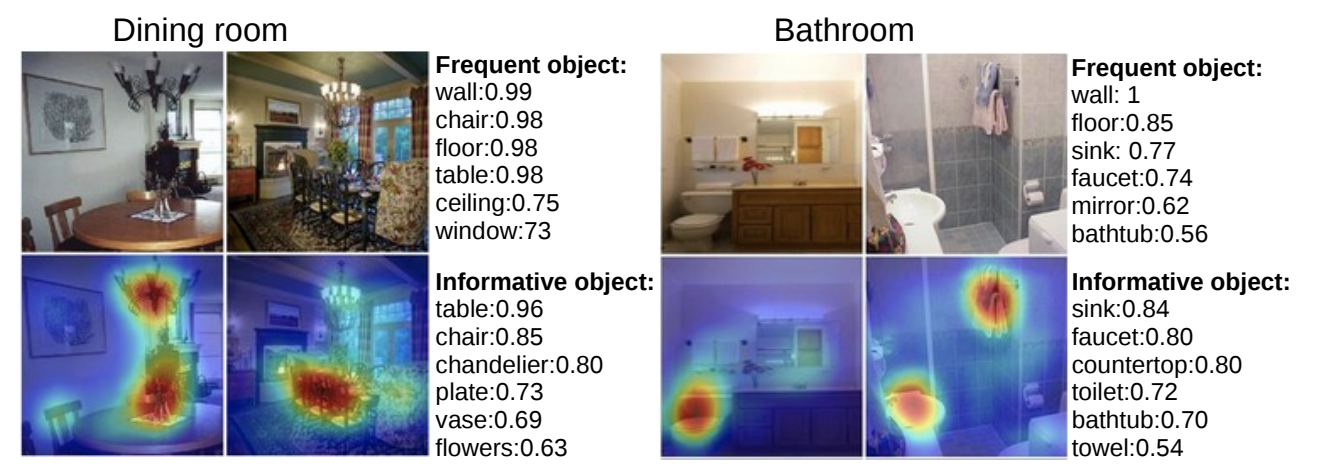 Dining room
Frequent object:
wall:0.99
chair:0.98
floor:0.98
table:0.98
ceiling:0.75
window:73
Informative object:
table:0.96
chair:0.85
chandelier:0.80
plate:0.73
vase:0.69
flowers:0.63
Bathroom
Frequent object:
wall: 1
floor:0.85
sink: 0.77
faucet:0.74
mirror:0.62
bathtub:0.56
Informative object:
sink:0.84
faucet:0.80
countertop:0.80
toilet:0.72
bathtub:0.70
towel:0.54